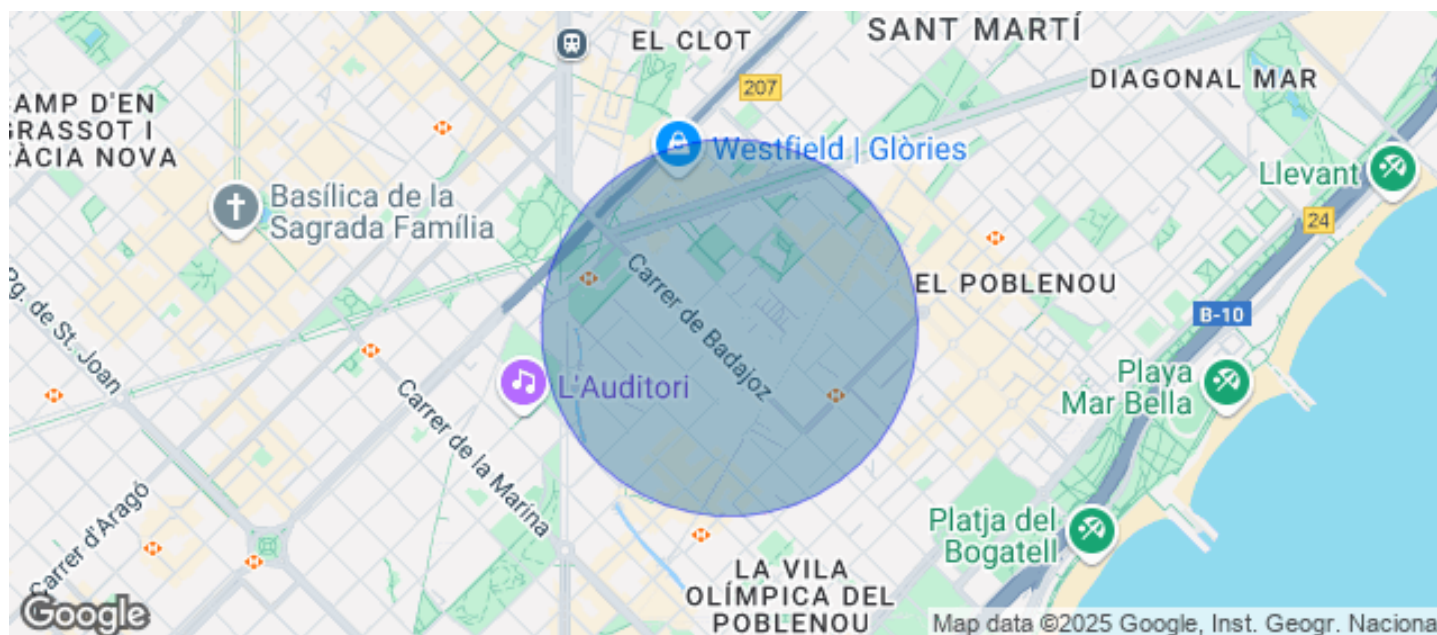 EL CLOT
SANT MARTÍ
207
DIAGONAL MAR
AMP D'EN
GRASSOT I
RÀCIA NOVA
Westfield | Glòries
Llevant
Basílica de la
Sagrada Família
24
Carrer de Badajoz
EL POBLENOU
B-10
Pg. de St. Joan
L'Auditori
Playa
Mar Bella
Carrer de la Marina
Carrer d'Aragó
Platja del
Bogatell
LA VILA
OLÍMPICA DEL
POBLENOU
Google
Map data ©2025 Google, Inst. Geogr. Naciona